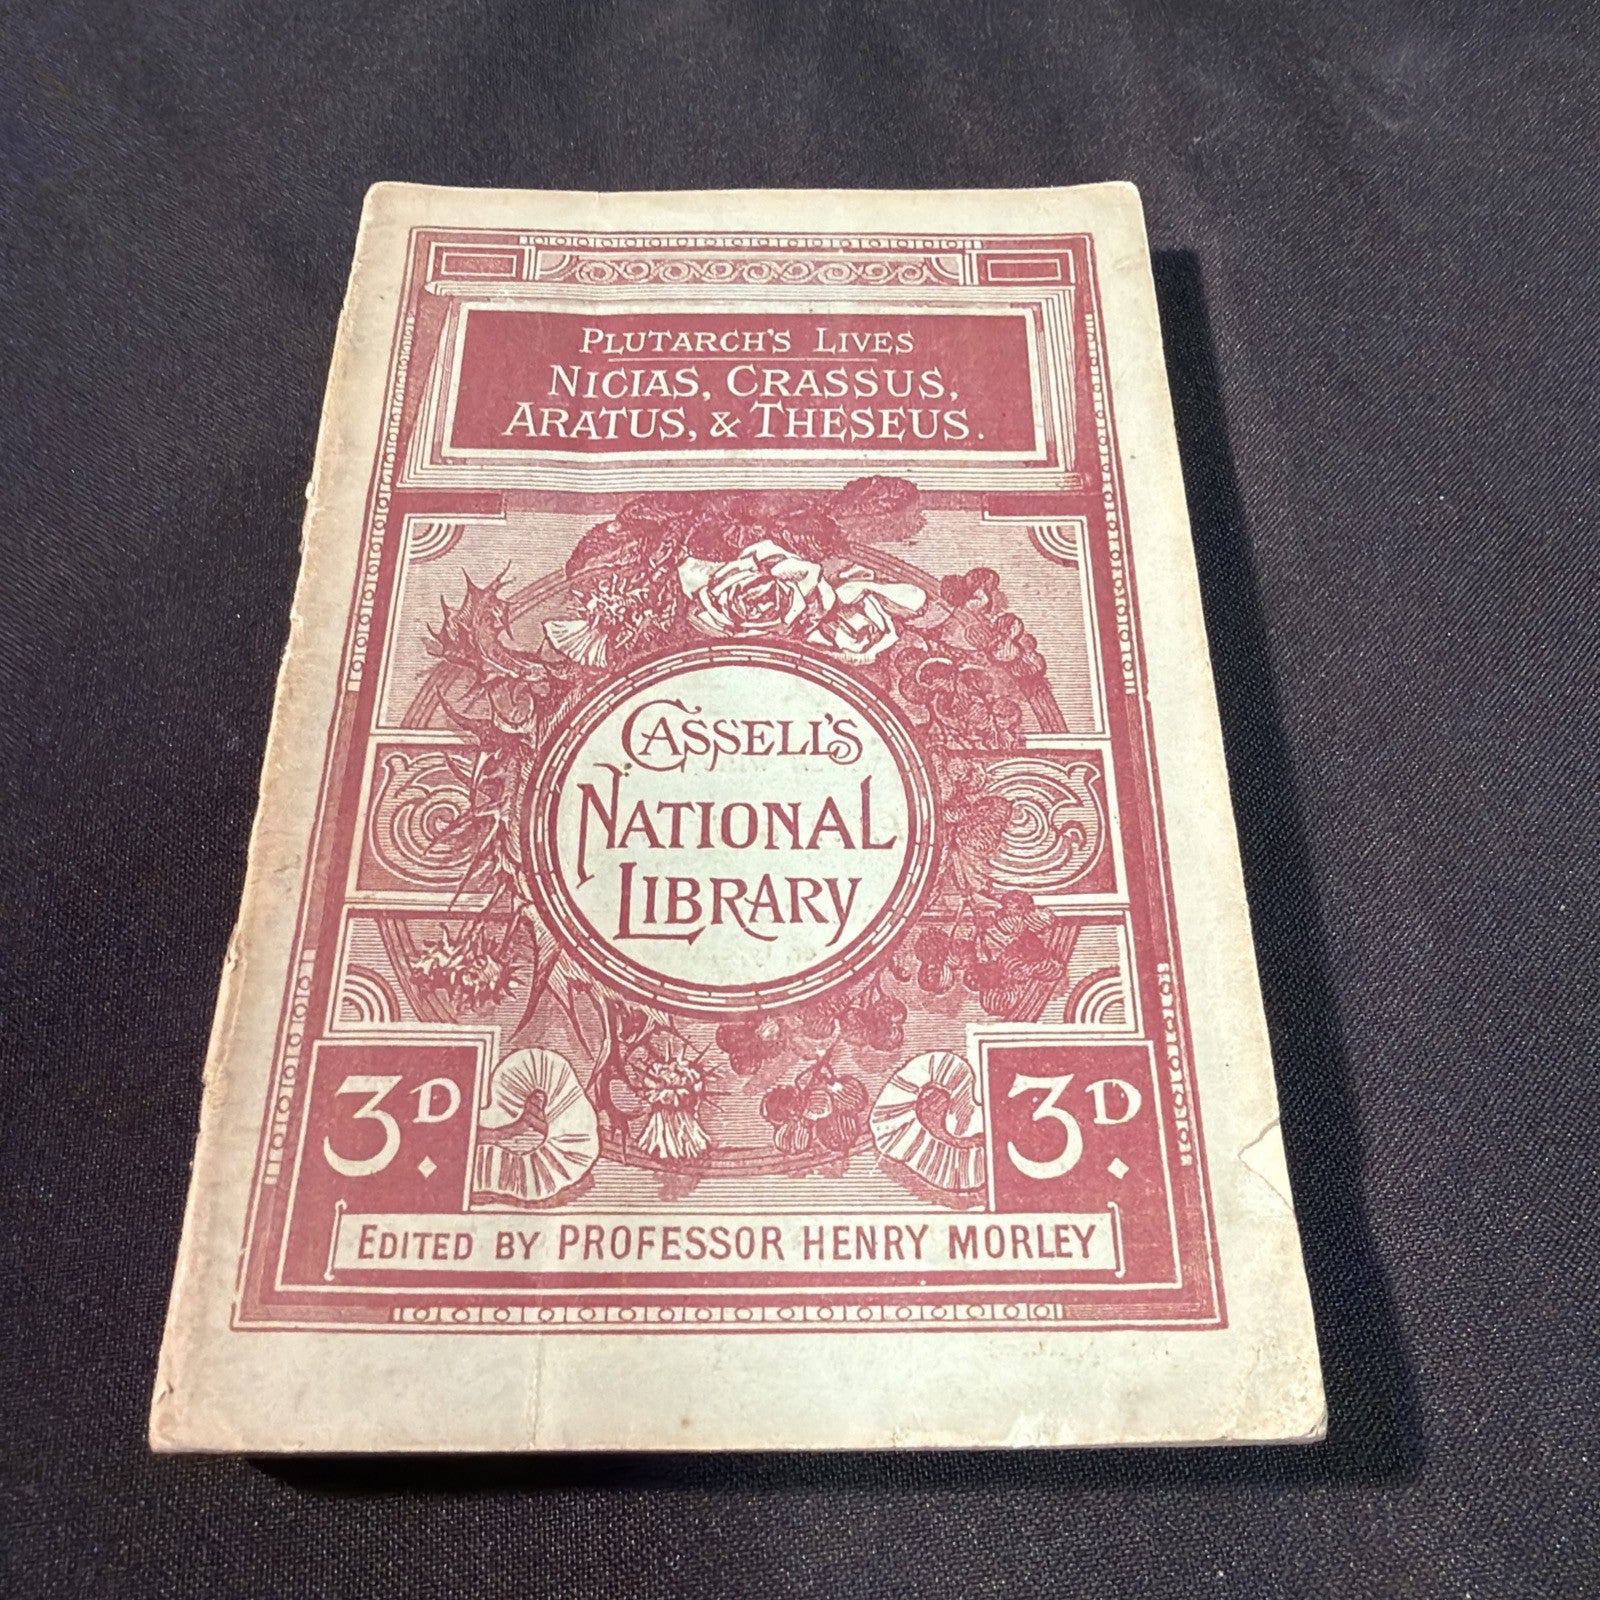 PLUTARCH'S LIVES
NICIAS, CRASSUS,
ARATUS, & THESEUS.
CASSELL'S
NATIONAL
LIBRARY
3D.
3D.
EDITED BY PROFESSOR HENRY MORLEY